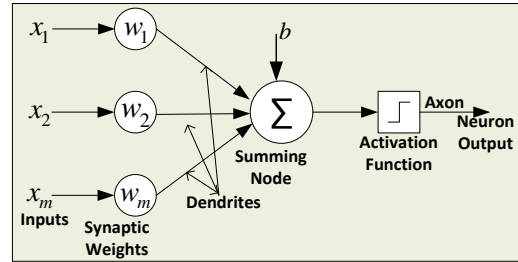 x₁ w₁ b
x₂ w₂ Σ Axon
Neuron
Output
Activation
Function
Summing
Node
xₘ wₘ Dendrites
Inputs Synaptic
Weights